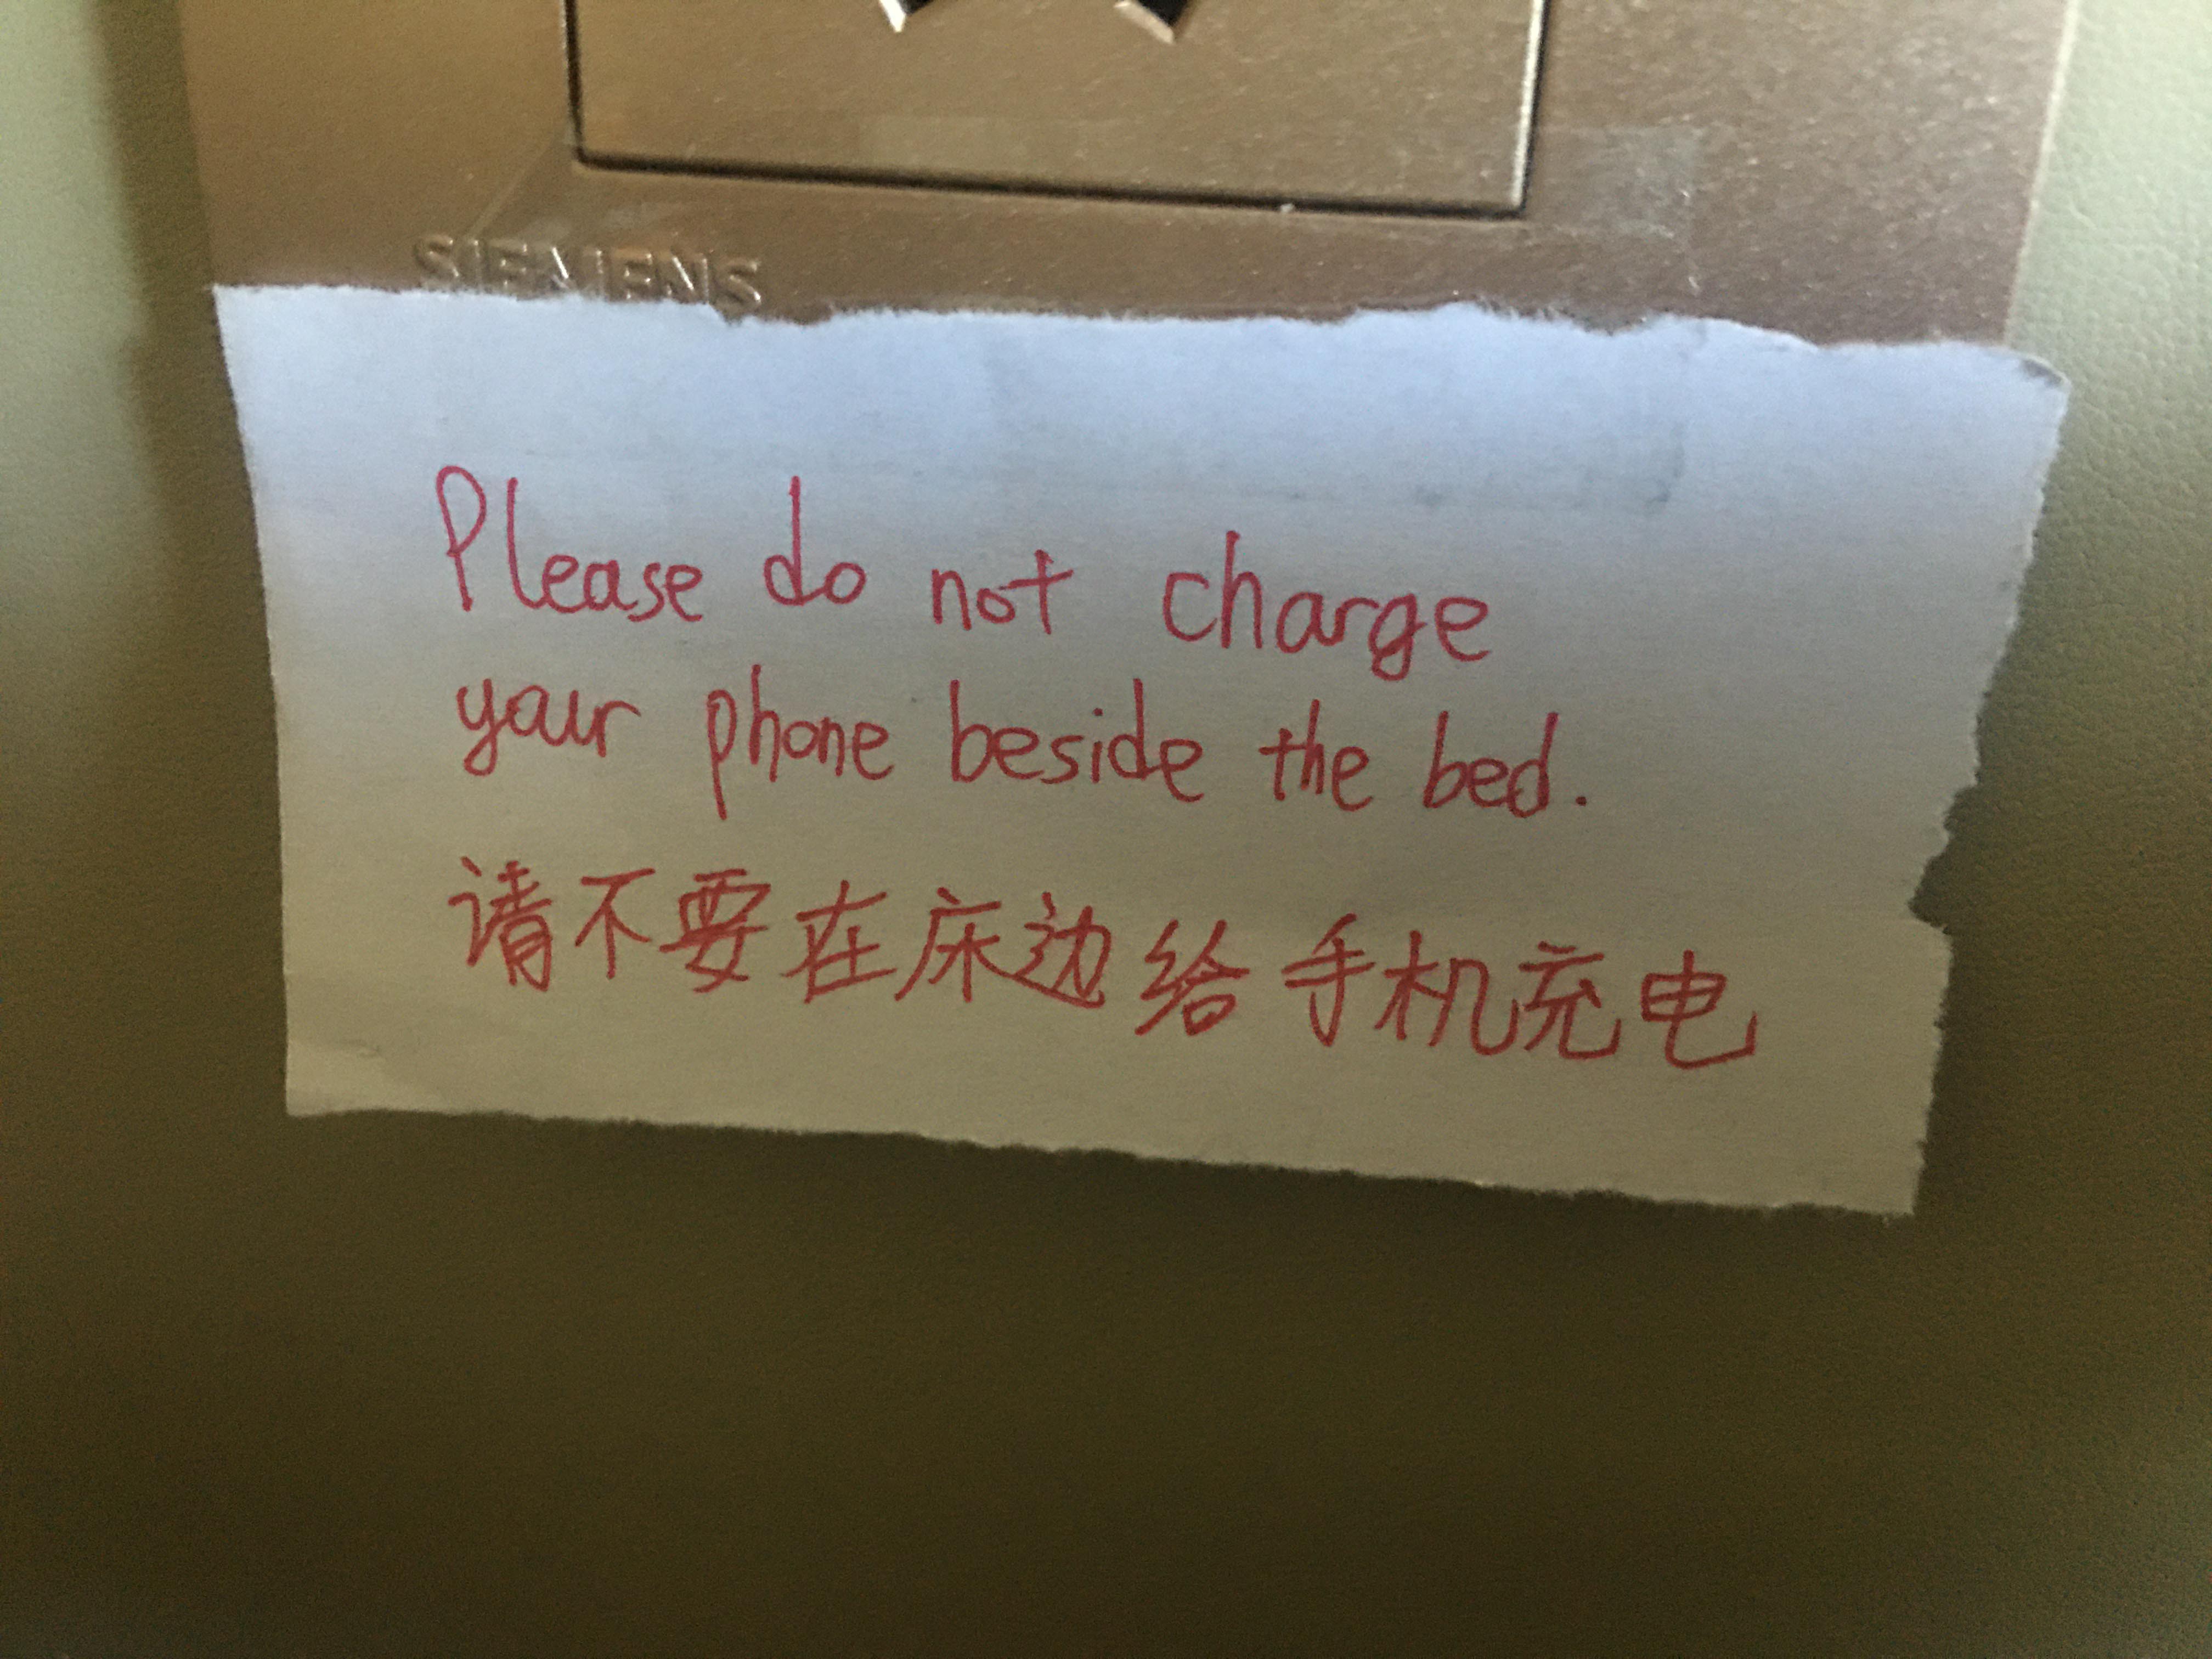 SIEMENS
Please do not charge
your phone beside the bed.
请不要在床边给手机充电